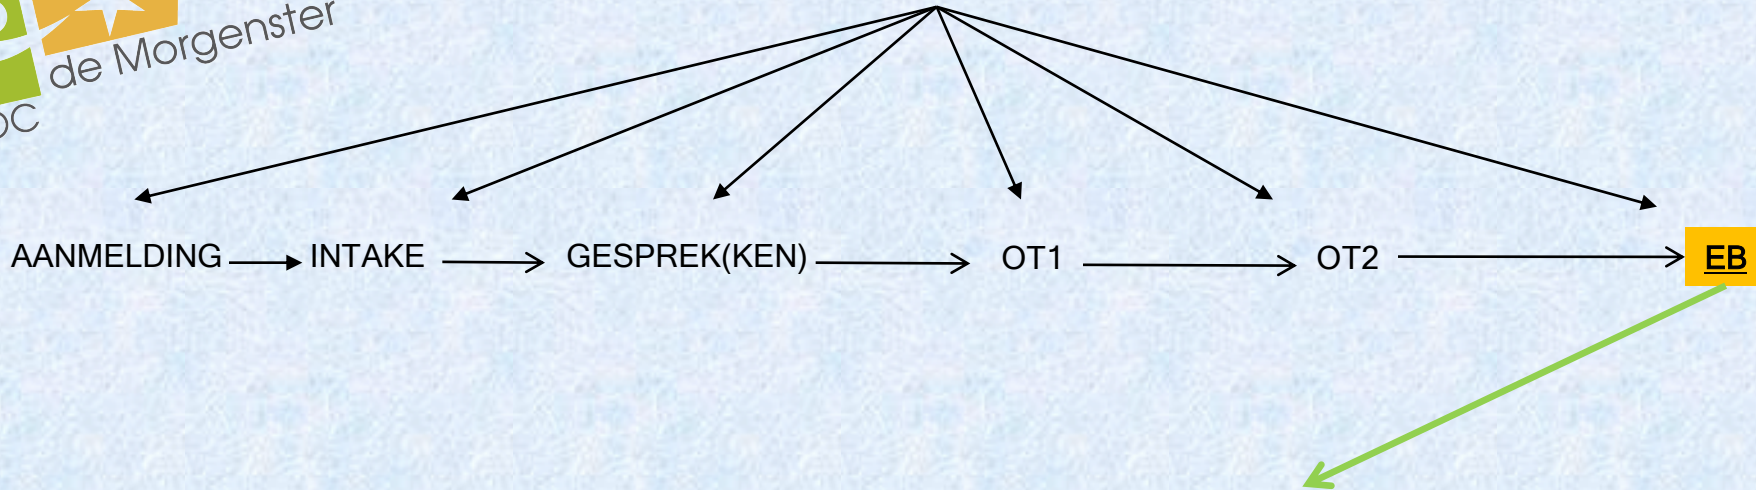 de Morgenster
AANMELDING INTAKE GESPREK(KEN) OT1 OT2 EB